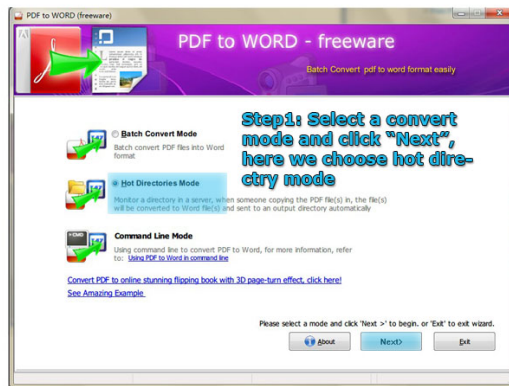 PDF to WORD (freeware)
PDF to WORD - freeware
Batch Convert pdf to word format easily
Step1: Select a convert
mode and click “Next”,
here we choose hot dire-
ctry mode
Batch Convert Mode
Batch convert PDF files into Word
format
Hot Directories Mode
Monitor a directory in a server, when someone copying the PDF file(s) in, the file(s)
will be converted to Word file(s) and sent to an output directory automatically
Command Line Mode
Using command line to convert PDF to Word, for more information, refer
to: Using PDF to Word in command line
Convert PDF to online stunning flipping book with 3D page-turn effect, click here!
See Amazing Example
Please select a mode and click 'Next >' to begin. or 'Exit' to exit wizard.
About
Next>
Exit